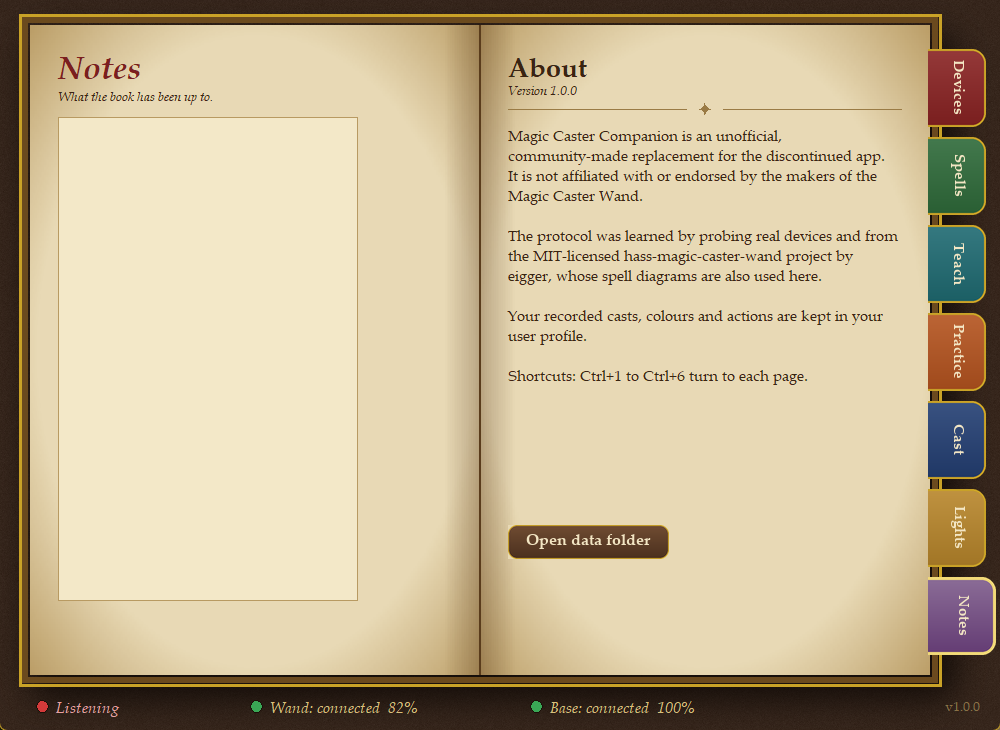 Notes
What the book has been up to.
About
Version 1.0.0
Magic Caster Companion is an unofficial,
community-made replacement for the discontinued app.
It is not affiliated with or endorsed by the makers of the
Magic Caster Wand.
The protocol was learned by probing real devices and from
the MIT-licensed hass-magic-caster-wand project by
eigger, whose spell diagrams are also used here.
Your recorded casts, colours and actions are kept in your
user profile.
Shortcuts: Ctrl+1 to Ctrl+6 turn to each page.
Open data folder
Devices
Spells
Teach
Practice
Cast
Lights
Notes
Listening
Wand: connected 82%
Base: connected 100%
v1.0.0